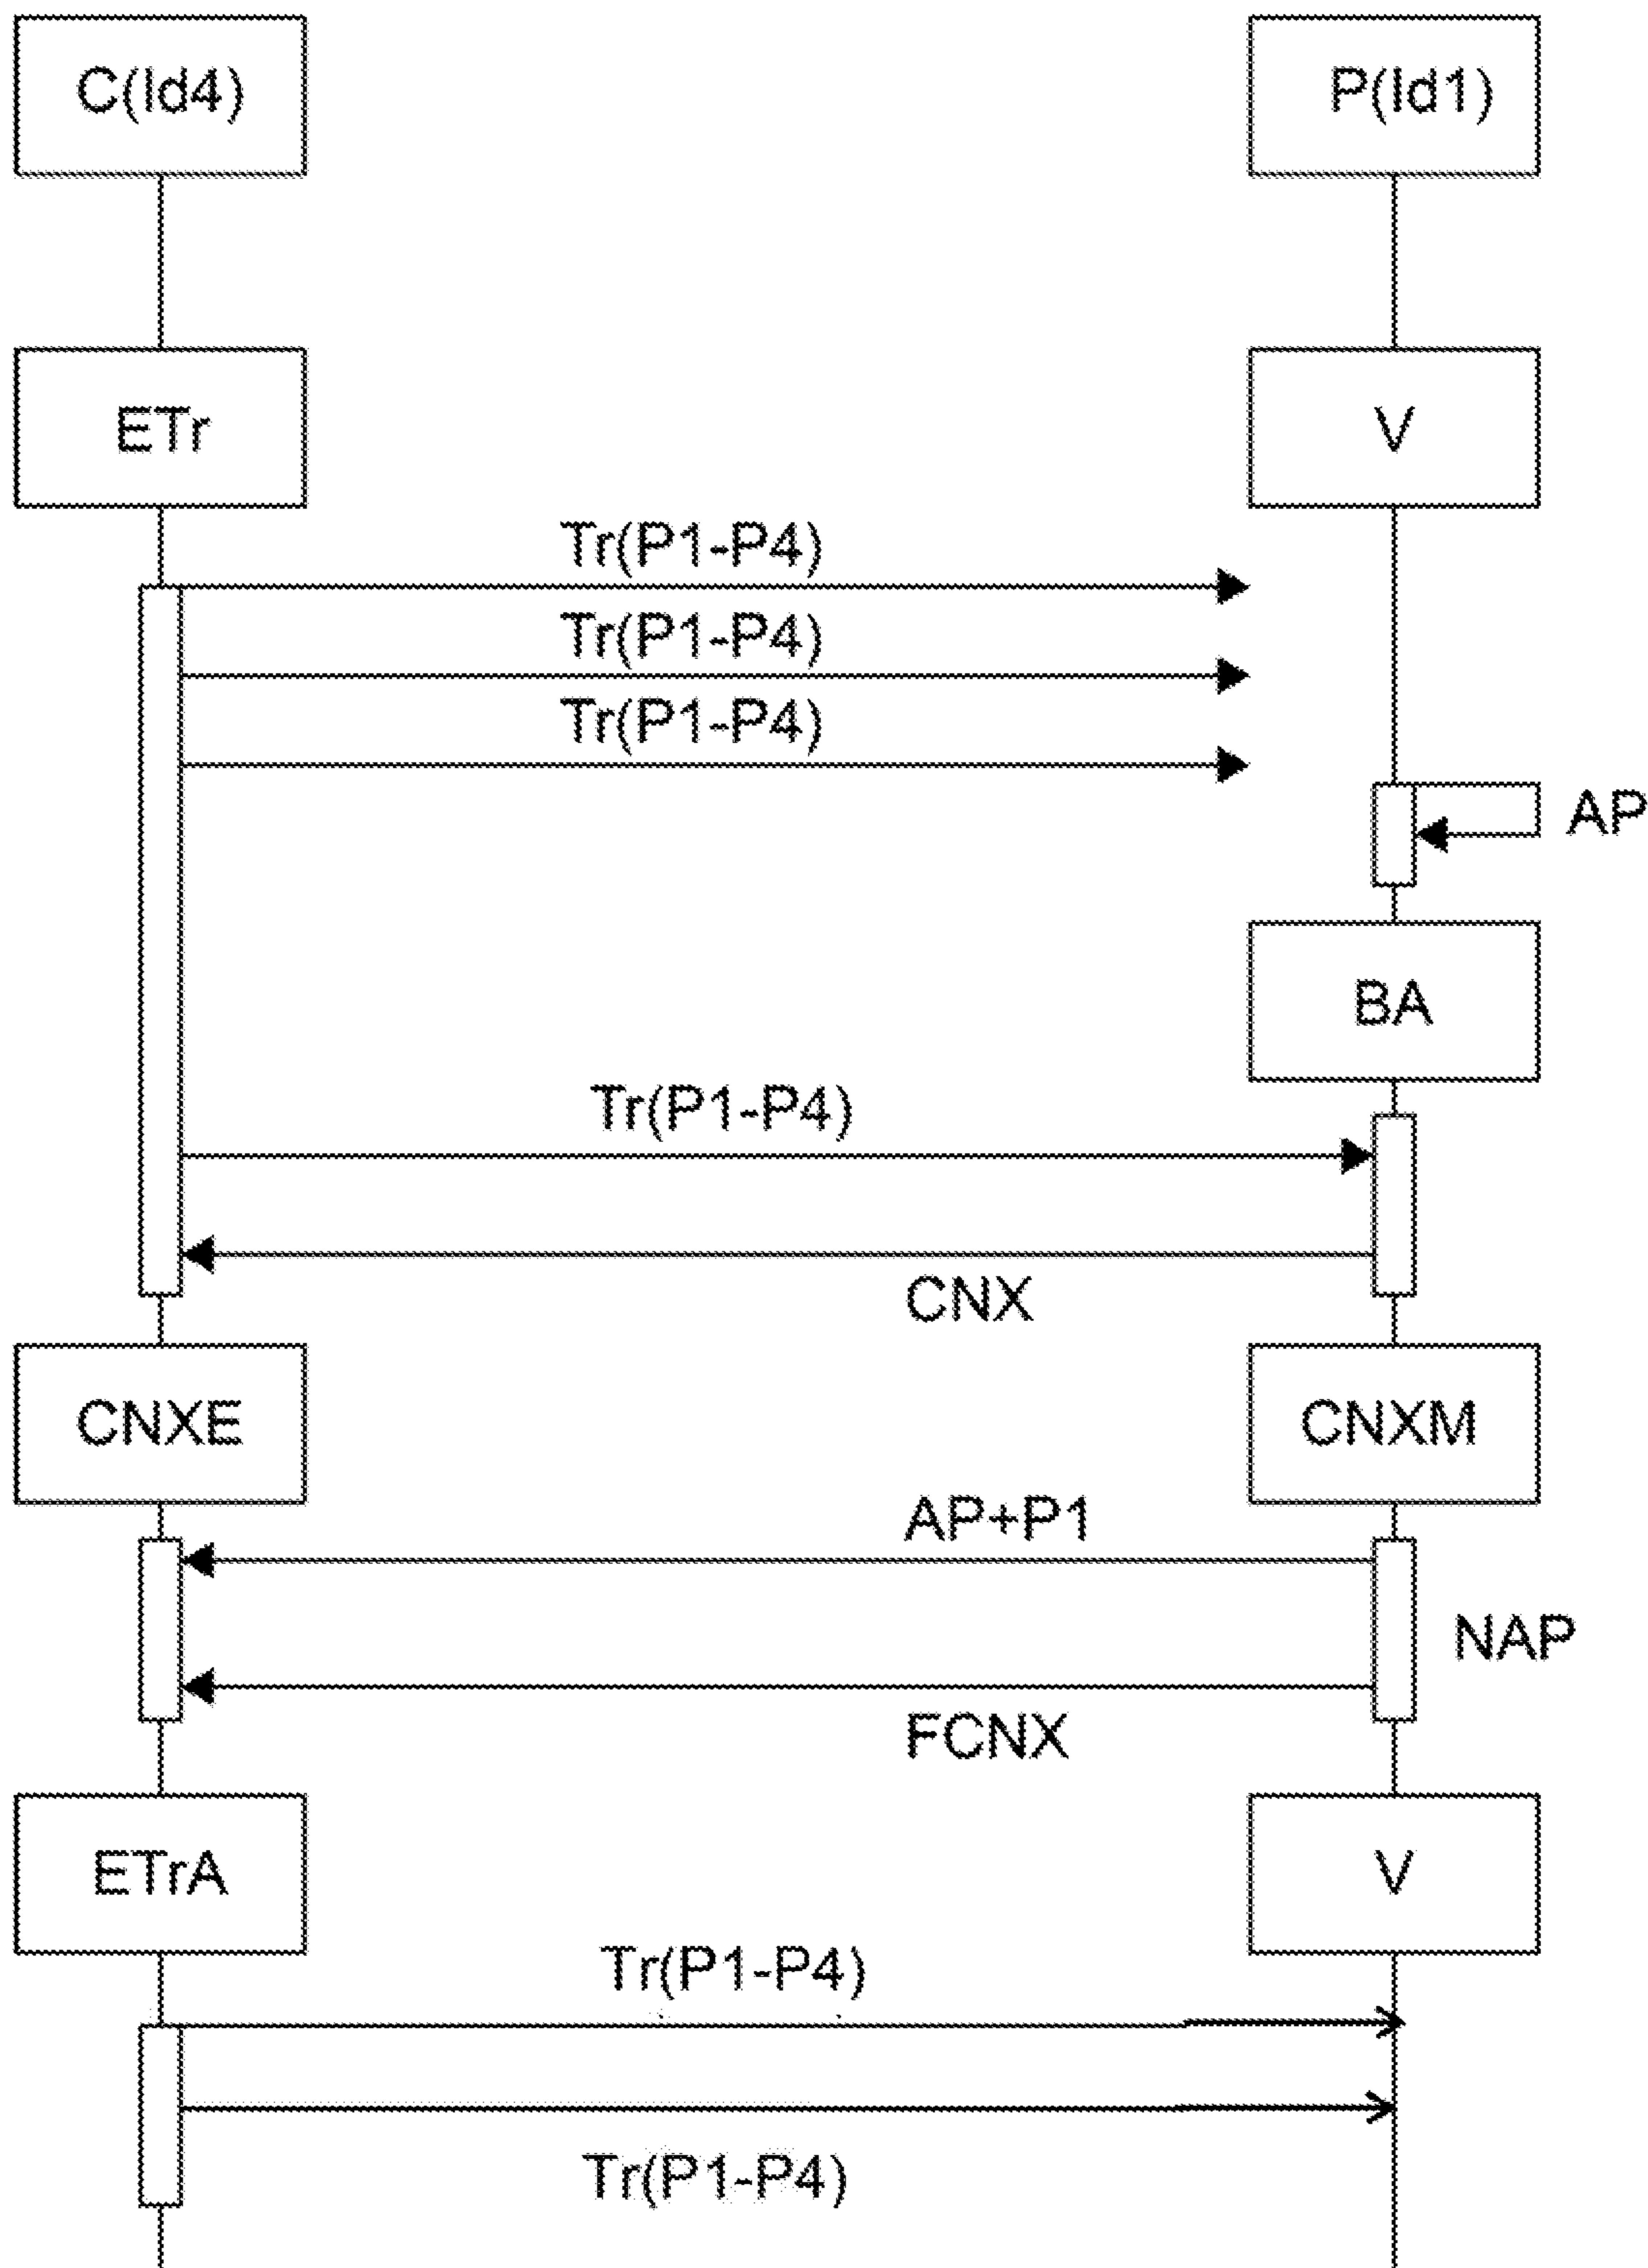 C(Id4)
P(Id1)
ETr
V
Tr(P1-P4)
Tr(P1-P4)
Tr(P1-P4)
AP
BA
Tr(P1-P4)
CNX
CNXE
CNXM
AP+P1
NAP
FCNX
ETrA
V
Tr(P1-P4)
Tr(P1-P4)